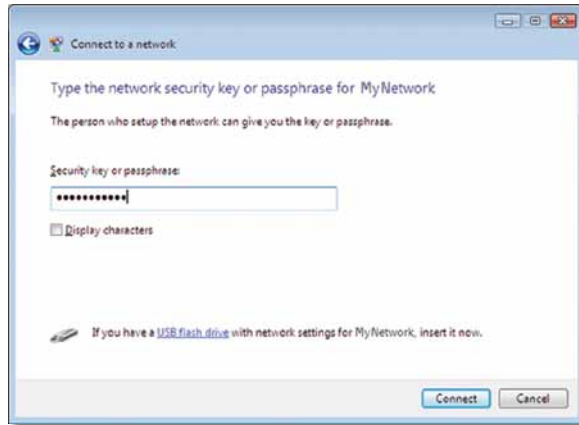 Connect to a network
Type the network security key or passphrase for MyNetwork
The person who setup the network can give you the key or passphrase.
Security key or passphrase:
●●●●●●●●●●●
Display characters
If you have a USB flash drive with network settings for MyNetwork, insert it now.
Connect
Cancel